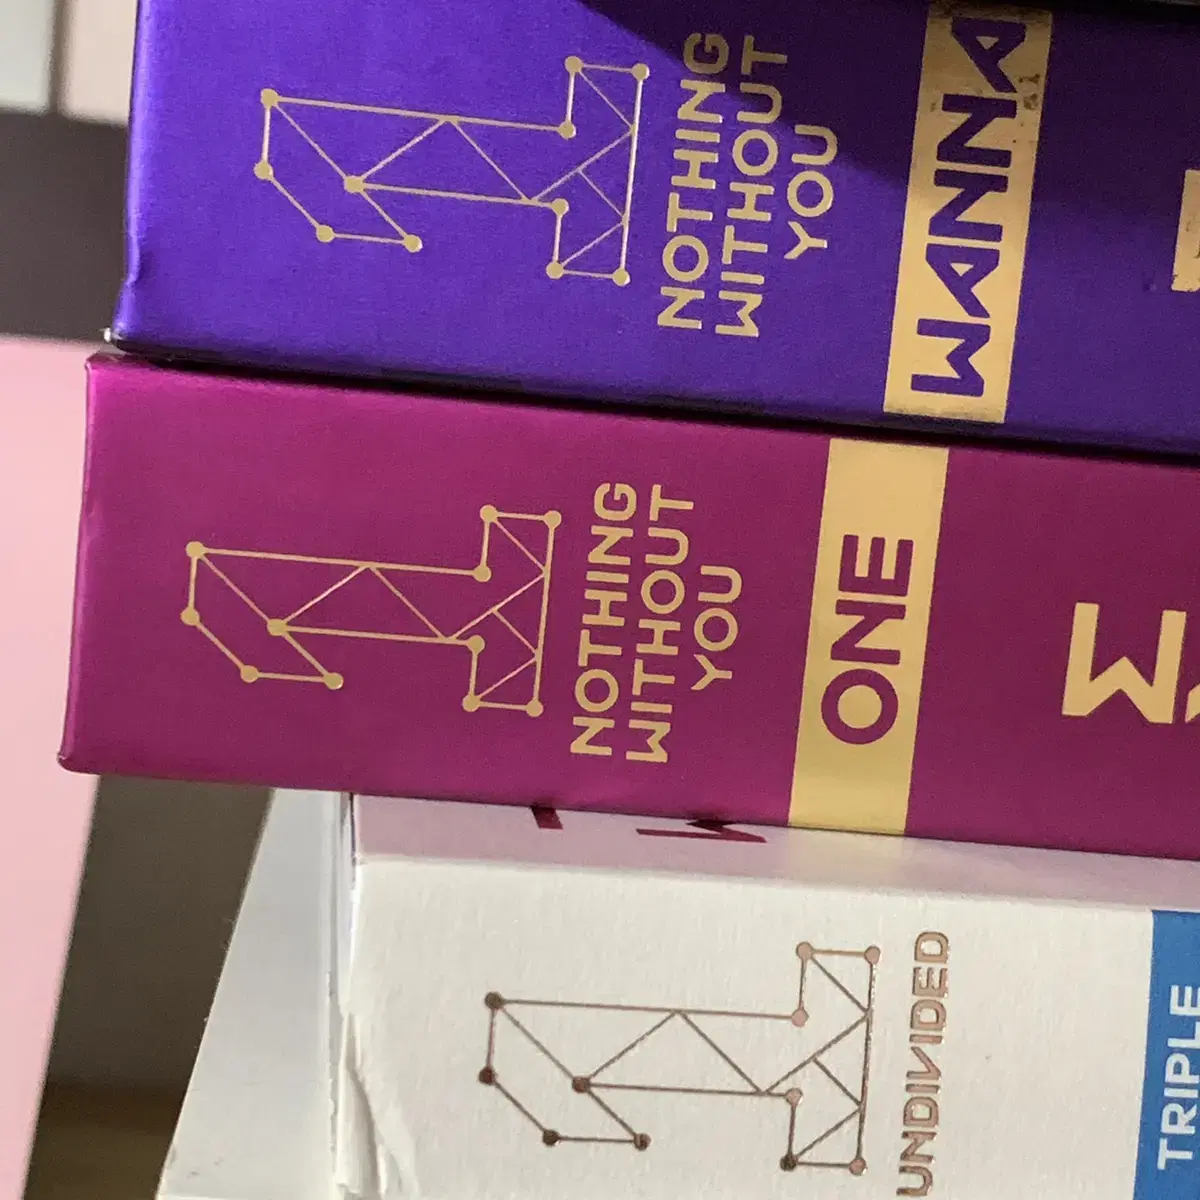 NOTHING
WITHOUT
YOU
WANNA
NOTHING
WITHOUT
YOU
ONE
W
UNDIVIDED
TRIPLE